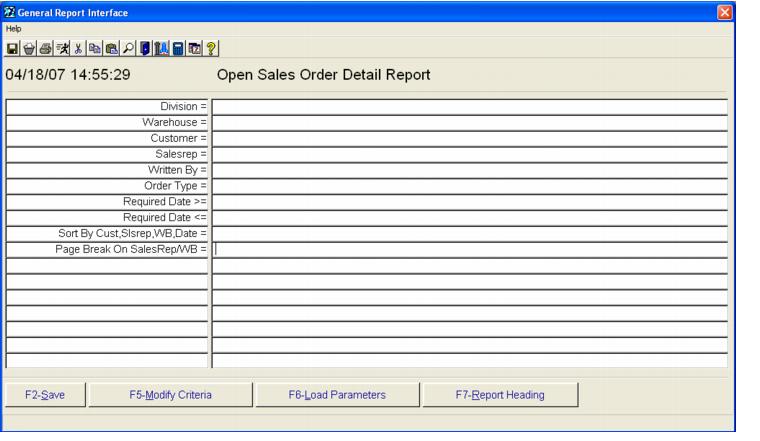 General Report Interface
Help
04/18/07 14:55:29 Open Sales Order Detail Report
Division =
Warehouse =
Customer =
Salesrep =
Written By =
Order Type =
Required Date >=
Required Date <=
Sort By Cust,Slsrep,WB,Date =
Page Break On SalesRep/WB =
F2-Save F5-Modify Criteria F6-Load Parameters F7-Report Heading